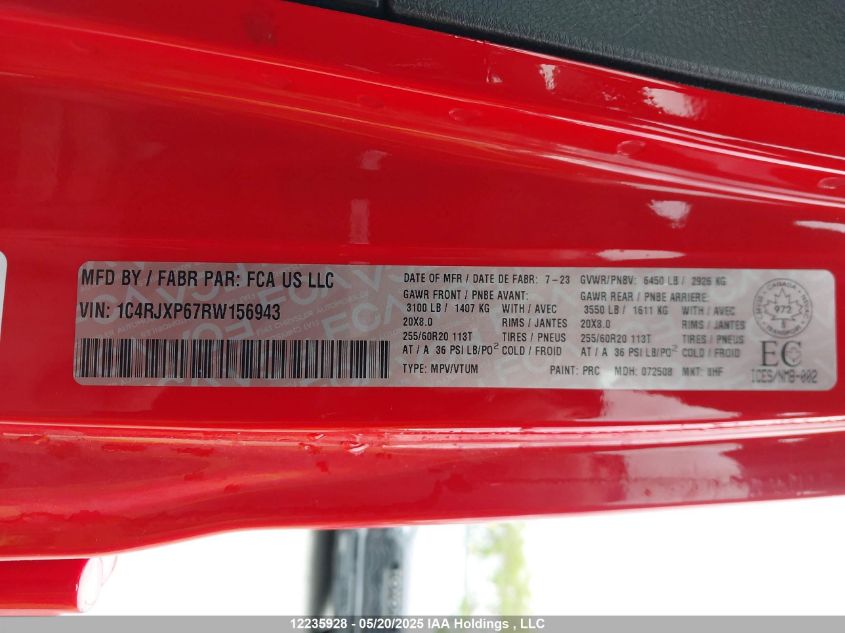 MFD BY / FABR PAR: FCA US LLC
VIN: 1C4RJXP67RW156943
DATE OF MFR / DATE DE FABR: 7-23
GAWR FRONT / PNBE AVANT:
3100 LB / 1407 KG WITH / AVEC
20X8.0 RIMS / JANTES
255/60R20 113T TIRES / PNEUS
AT / A 36 PSI LB/PO² COLD / FROID
TYPE: MPV/VTUM
GVWR/PNBV: 6450 LB / 2926 KG
GAWR REAR / PNBE ARRIERE:
3550 LB / 1611 KG WITH / AVEC
20X8.0 RIMS / JANTES
255/60R20 113T TIRES / PNEUS
AT / A 36 PSI LB/PO² COLD / FROID
PAINT: PRC MDH: 072508 MKT: 8HF
CANADA
972
EC
ICES/NMB-002
12235928 - 05/20/2025 IAA Holdings , LLC